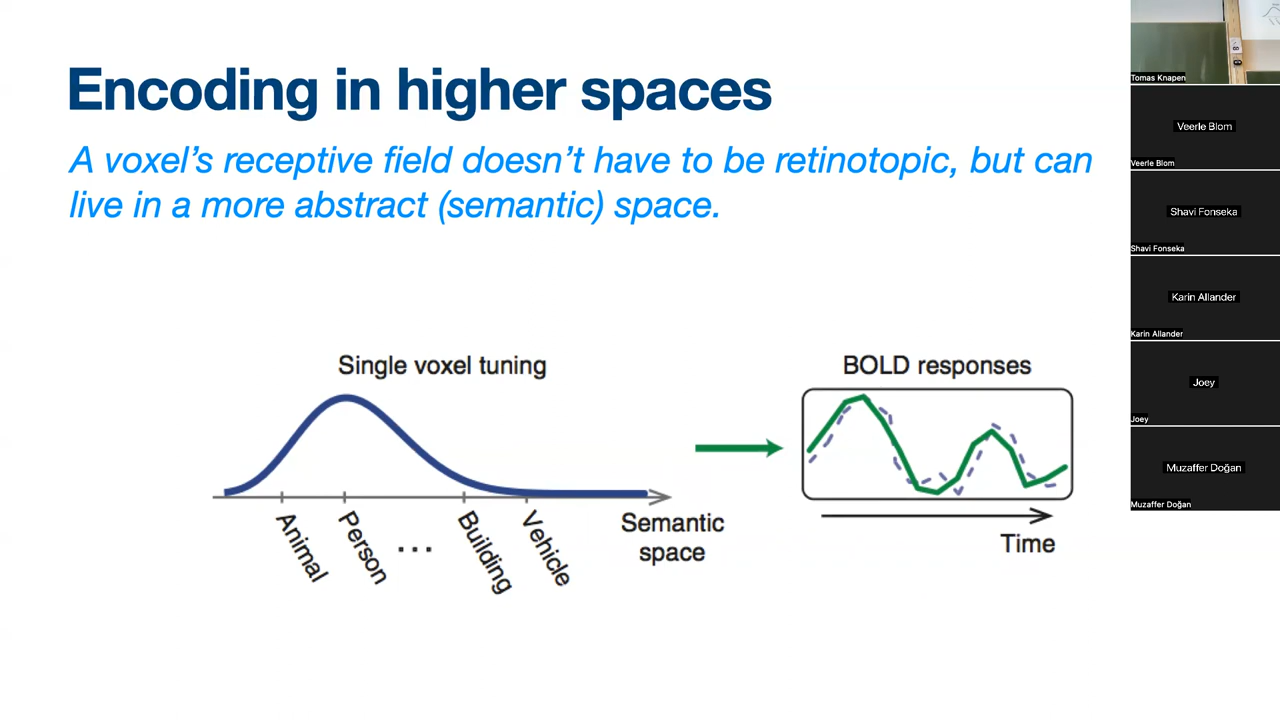 Encoding in higher spaces
A voxel's receptive field doesn't have to be retinotopic, but can
live in a more abstract (semantic) space.
Single voxel tuning
Animal
Person
...
Building
Vehicle
Semantic
space
BOLD responses
Time
Tomas Knapen
Veerle Blom
Veerle Blom
Shavi Fonseka
Shavi Fonseka
Karin Allander
Karin Allander
Joey
Joey
Muzaffer Doğan
Muzaffer Doğan